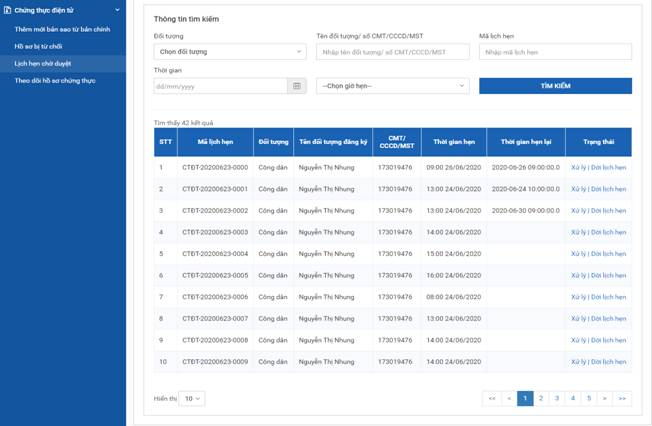 Chứng thực điện tử
Thêm mới bản sao từ bản chính
Hồ sơ bị từ chối
Lịch hẹn chờ duyệt
Theo dõi hồ sơ chứng thực
Thông tin tìm kiếm
Đối tượng Tên đối tượng/ số CMT/CCCD/MST Mã lịch hẹn
Chọn đối tượng Nhập tên đối tượng/ số CMT/CCCD/MST Nhập mã lịch hẹn
Thời gian
dd/mm/yyyy --Chọn giờ hẹn-- TÌM KIẾM
Tìm thấy 42 kết quả
STT Mã lịch hẹn Đối tượng Tên đối tượng đăng ký CMT/ CCCD/MST Thời gian hẹn Thời gian hẹn lại Trạng thái
1 CTĐT-20200623-0000 Công dân Nguyễn Thị Nhung 173019476 09:00 26/06/2020 2020-06-26 09:00:00.0 Xử lý | Dời lịch hẹn
2 CTĐT-20200623-0001 Công dân Nguyễn Thị Nhung 173019476 13:00 24/06/2020 2020-06-24 10:00:00.0 Xử lý | Dời lịch hẹn
3 CTĐT-20200623-0002 Công dân Nguyễn Thị Nhung 173019476 13:00 24/06/2020 2020-06-30 09:00:00.0 Xử lý | Dời lịch hẹn
4 CTĐT-20200623-0003 Công dân Nguyễn Thị Nhung 173019476 14:00 24/06/2020 Xử lý | Dời lịch hẹn
5 CTĐT-20200623-0004 Công dân Nguyễn Thị Nhung 173019476 15:00 24/06/2020 Xử lý | Dời lịch hẹn
6 CTĐT-20200623-0005 Công dân Nguyễn Thị Nhung 173019476 16:00 24/06/2020 Xử lý | Dời lịch hẹn
7 CTĐT-20200623-0006 Công dân Nguyễn Thị Nhung 173019476 08:00 24/06/2020 Xử lý | Dời lịch hẹn
8 CTĐT-20200623-0007 Công dân Nguyễn Thị Nhung 173019476 13:00 24/06/2020 Xử lý | Dời lịch hẹn
9 CTĐT-20200623-0008 Công dân Nguyễn Thị Nhung 173019476 14:00 24/06/2020 Xử lý | Dời lịch hẹn
10 CTĐT-20200623-0009 Công dân Nguyễn Thị Nhung 173019476 14:00 24/06/2020 Xử lý | Dời lịch hẹn
Hiển thị 10 << < 1 2 3 4 5 > >>